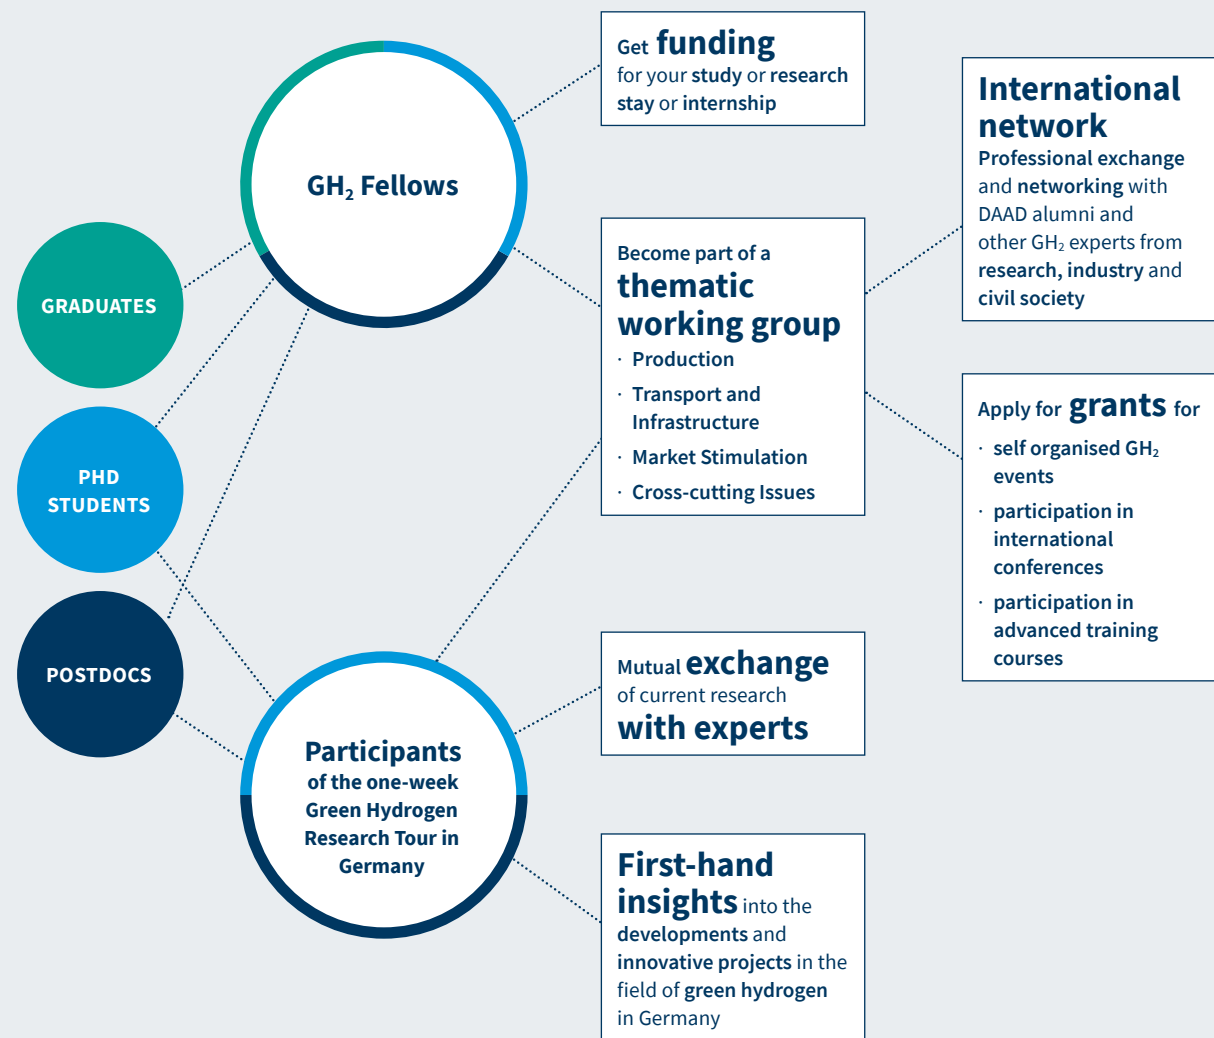 GRADUATES
PHD
STUDENTS
POSTDOCS
GH₂ Fellows
Participants
of the one-week
Green Hydrogen
Research Tour in
Germany
Get funding
for your study or research
stay or internship
Become part of a
thematic
working group
· Production
· Transport and
Infrastructure
· Market Stimulation
· Cross-cutting Issues
Mutual exchange
of current research
with experts
First-hand
insights into the
developments and
innovative projects in the
field of green hydrogen
in Germany
International
network
Professional exchange
and networking with
DAAD alumni and
other GH₂ experts from
research, industry and
civil society
Apply for grants for
· self organised GH₂
events
· participation in
international
conferences
· participation in
advanced training
courses